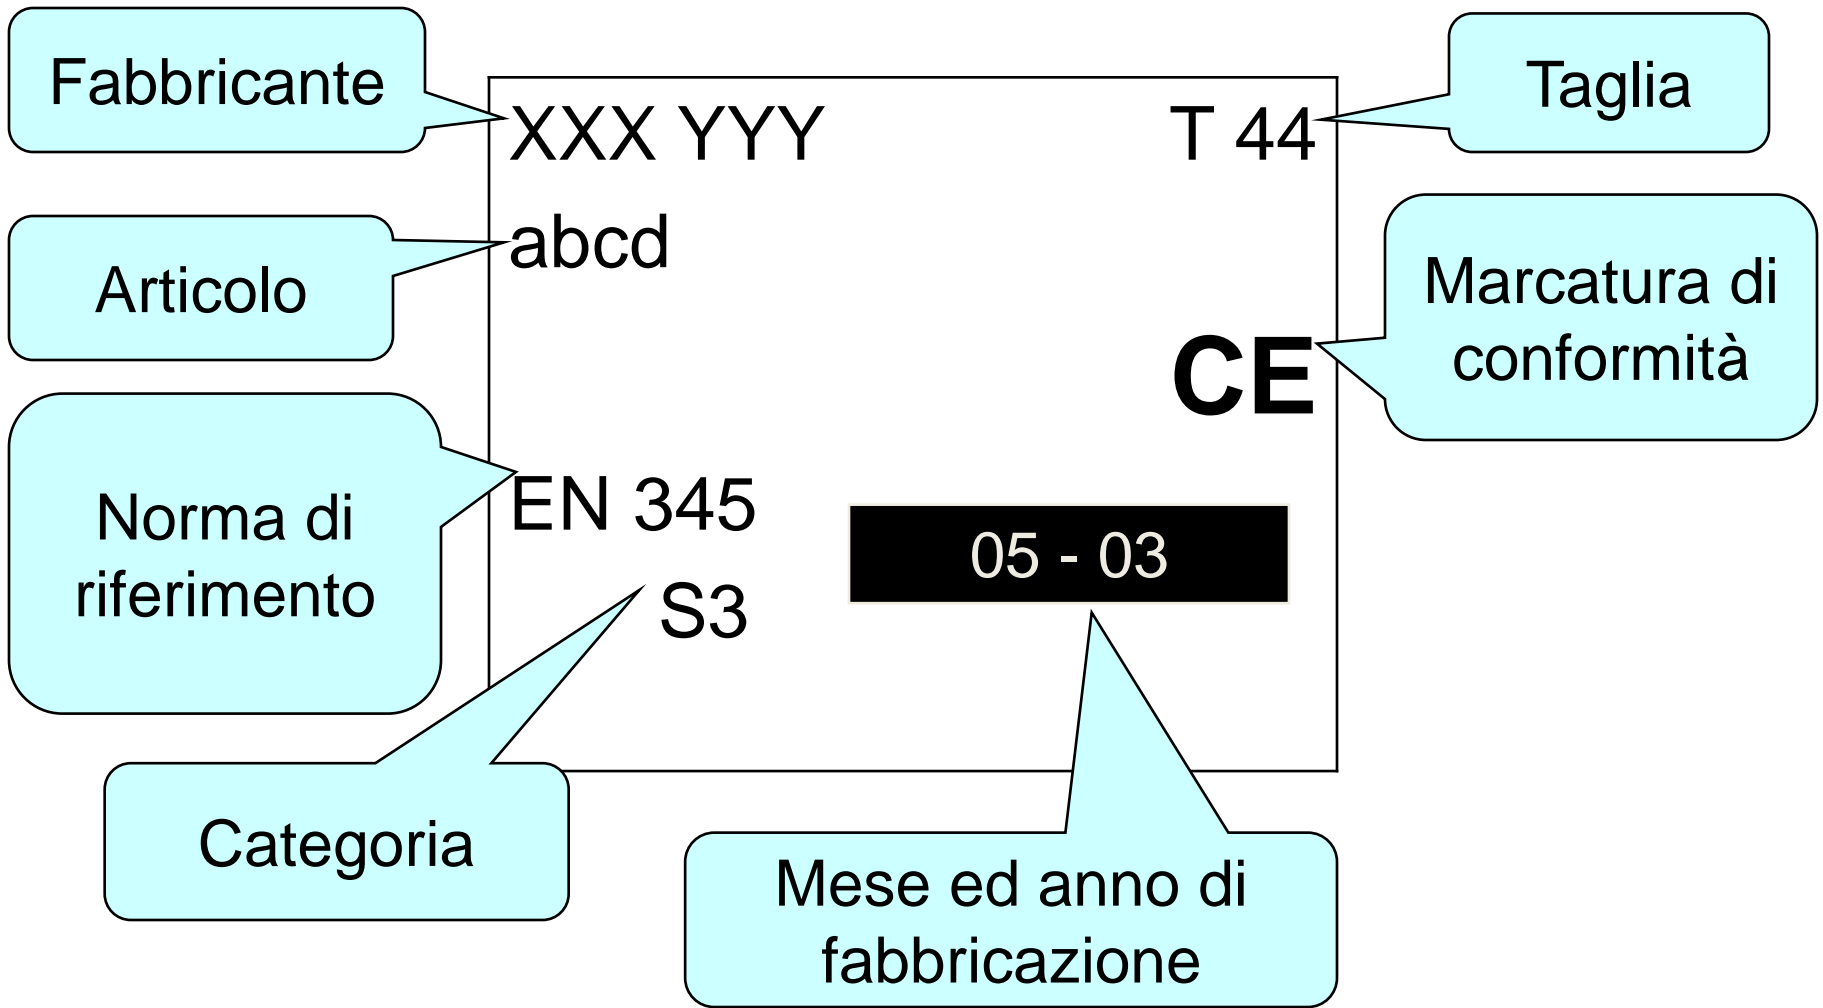 Fabbricante
XXX YYY
T 44
Taglia
abcd
Articolo
Marcatura di
conformità
CE
Norma di
riferimento
EN 345
05 - 03
S3
Categoria
Mese ed anno di
fabbricazione